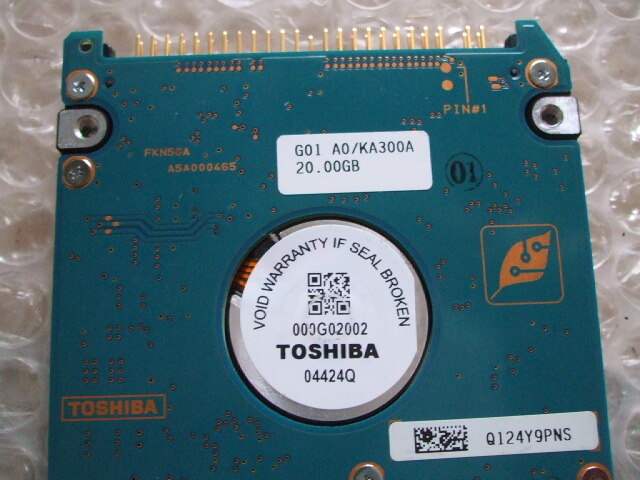 PIN#1
FKN5GA
A5A000465
G01 A0/KA300A
20.00GB
01
VOID WARRANTY IF SEAL BROKEN
000G02002
TOSHIBA
04424Q
TOSHIBA
Q124Y9PNS